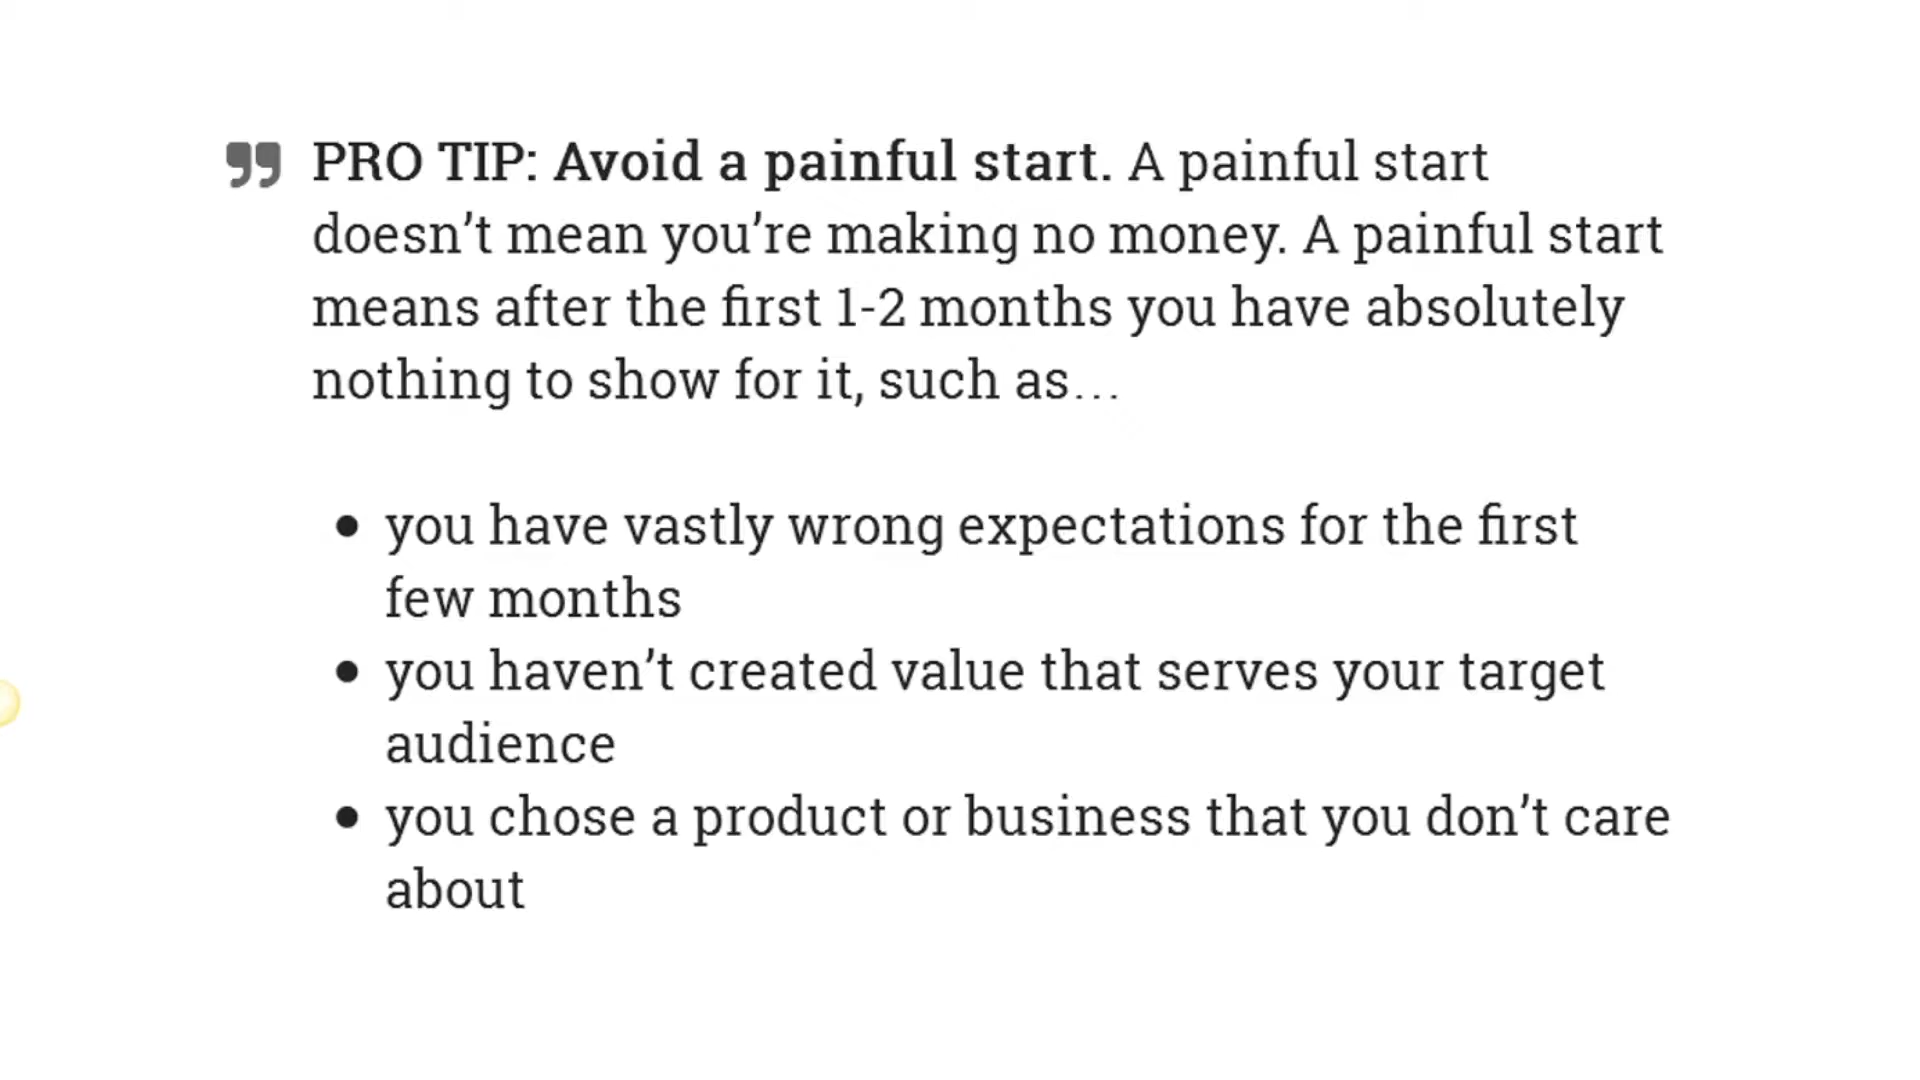 PRO TIP: Avoid a painful start. A painful start
doesn’t mean you’re making no money. A painful start
means after the first 1-2 months you have absolutely
nothing to show for it, such as…
• you have vastly wrong expectations for the first
few months
• you haven’t created value that serves your target
audience
• you chose a product or business that you don’t care
about